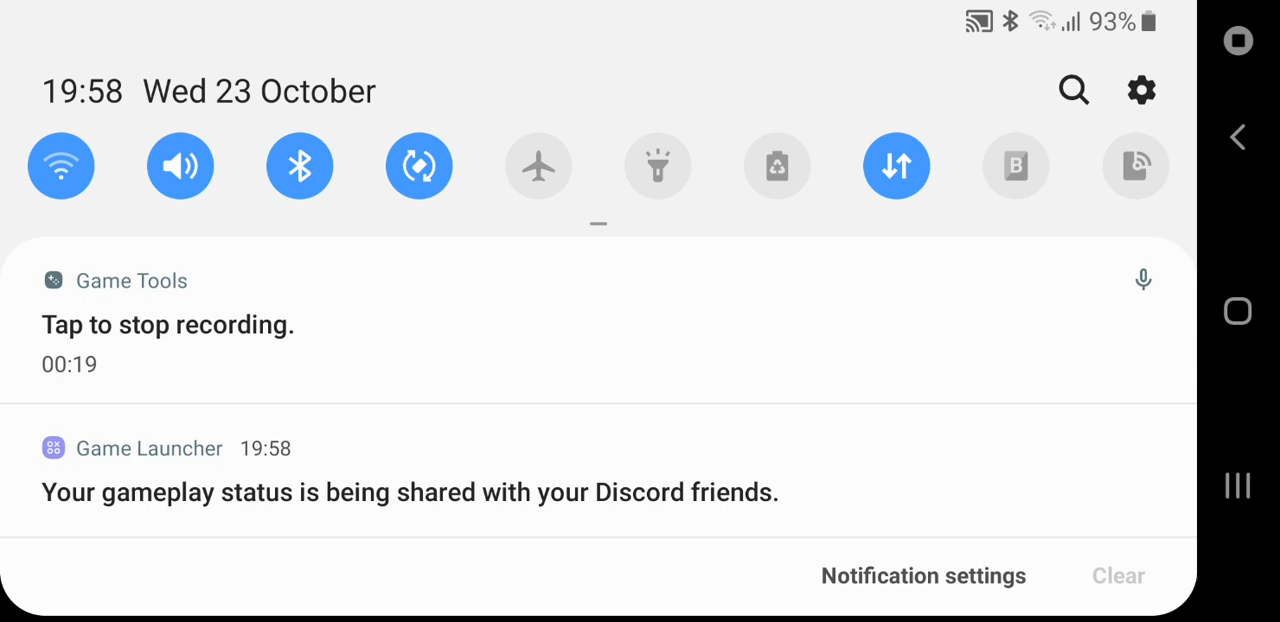 93%
19:58 Wed 23 October
B
Game Tools
Tap to stop recording.
00:19
Game Launcher 19:58
Your gameplay status is being shared with your Discord friends.
Notification settings Clear